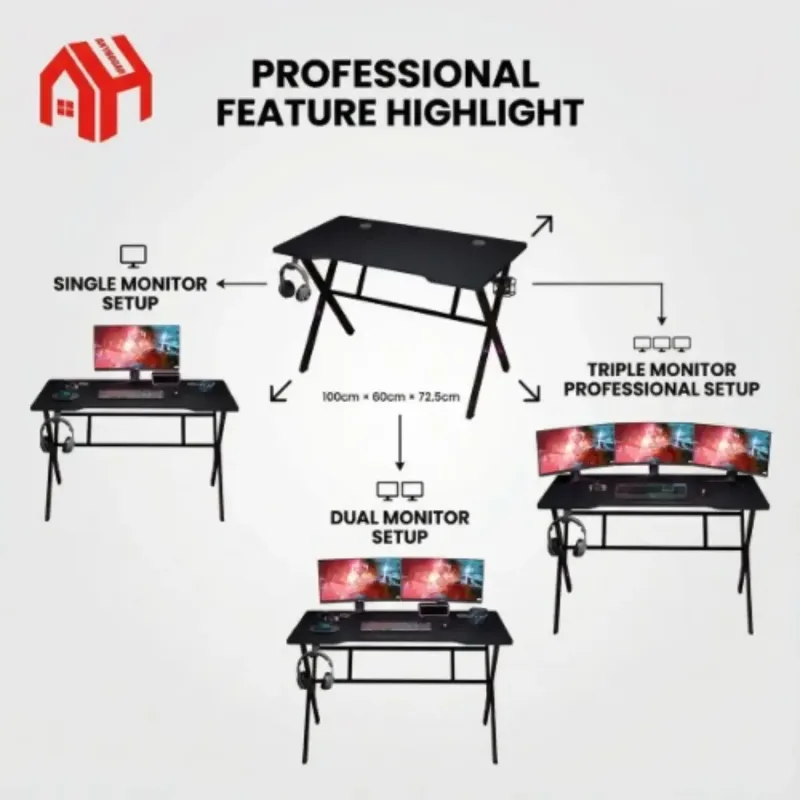 PROFESSIONAL
FEATURE HIGHLIGHT
SINGLE MONITOR
SETUP
TRIPLE MONITOR
PROFESSIONAL SETUP
100cm × 60cm × 72.5cm
DUAL MONITOR
SETUP